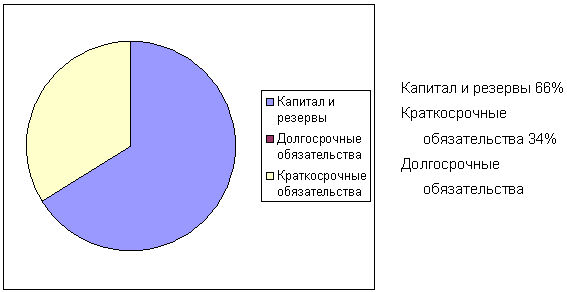 Капитал и
резервы
Долгосрочные
обязательства
Краткосрочные
обязательства
Капитал и резервы 66%
Краткосрочные
обязательства 34%
Долгосрочные
обязательства